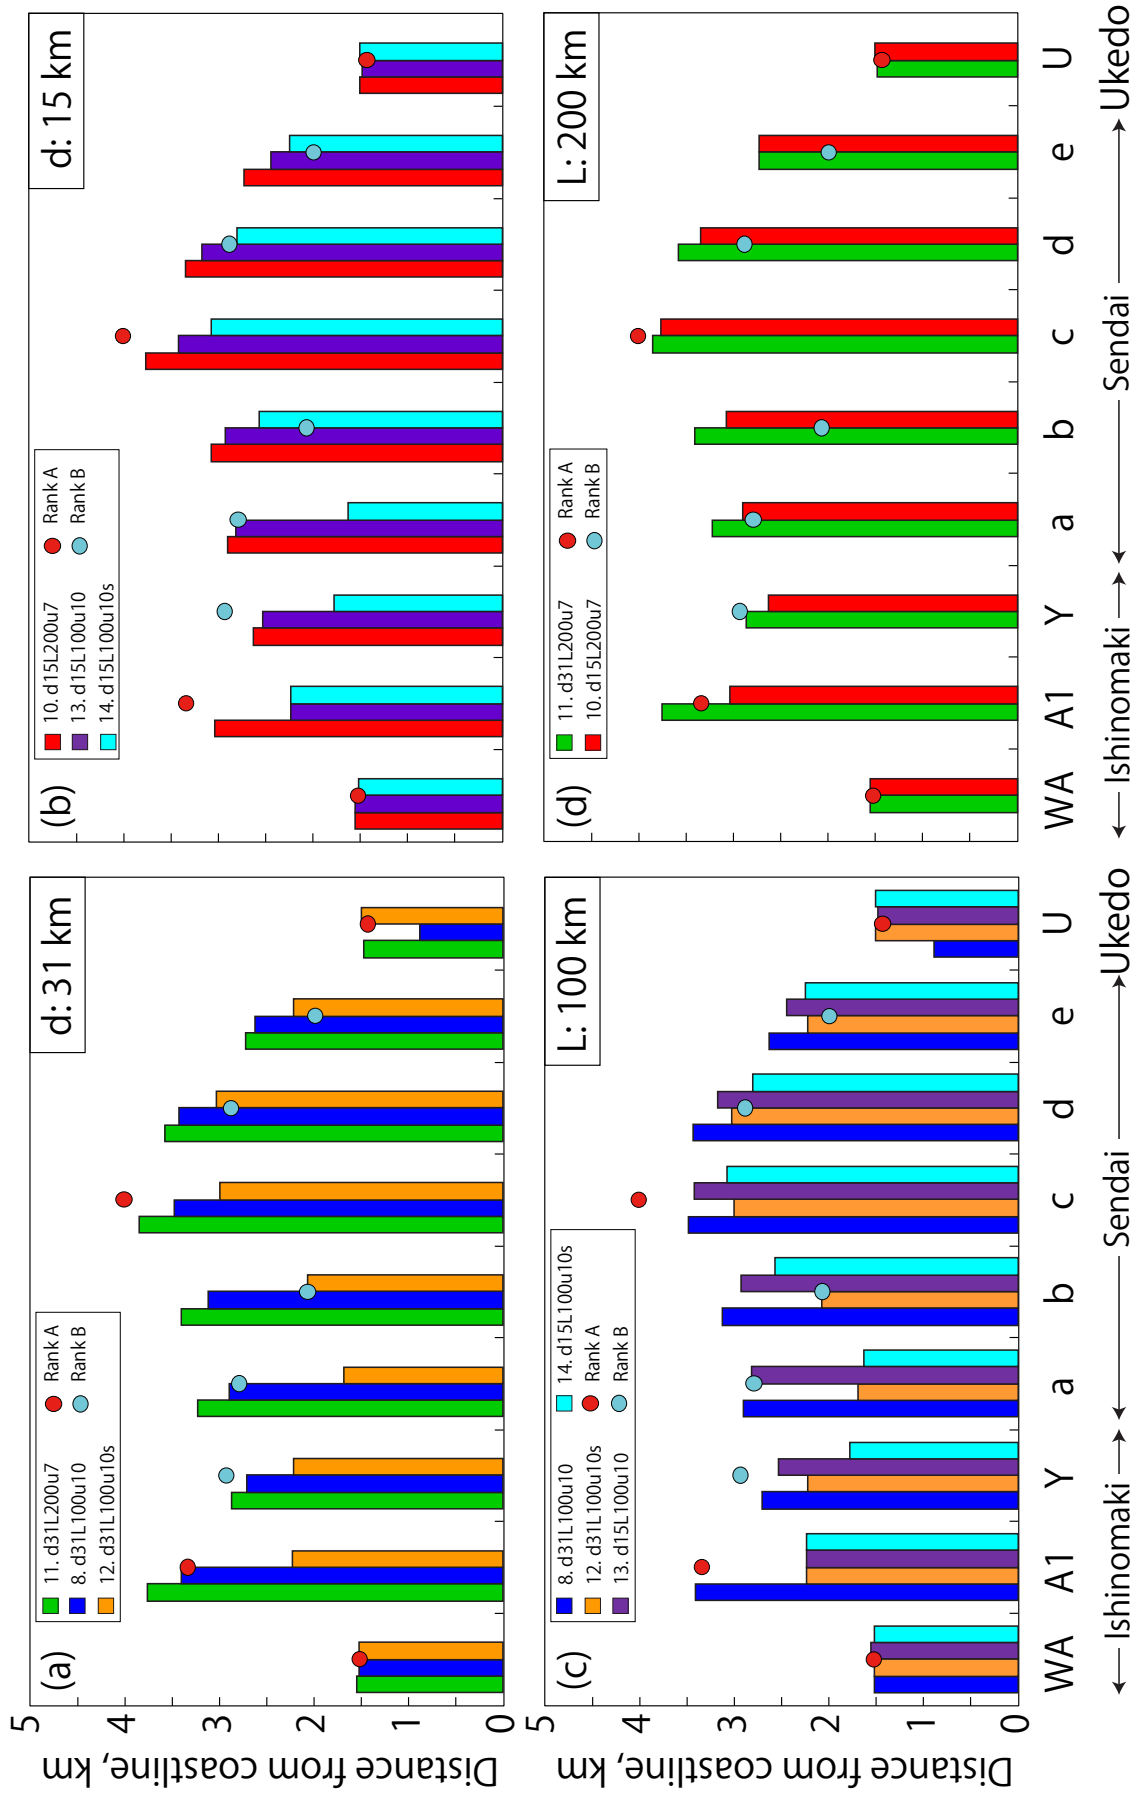 (a)
d: 31 km
11. d31L200u7
8. d31L100u10
12. d31L100u10s
Rank A
Rank B
5
4
3
2
1
0
Distance from coastline, km
(b)
d: 15 km
10. d15L200u7
13. d15L100u10
14. d15L100u10s
Rank A
Rank B
(c)
L: 100 km
8. d31L100u10
12. d31L100u10s
13. d15L100u10
14. d15L100u10s
Rank A
Rank B
5
4
3
2
1
0
Distance from coastline, km
WA A1 Y a b c d e U
Ishinomaki Sendai Ukedo
(d)
L: 200 km
11. d31L200u7
10. d15L200u7
Rank A
Rank B
WA A1 Y a b c d e U
Ishinomaki Sendai Ukedo